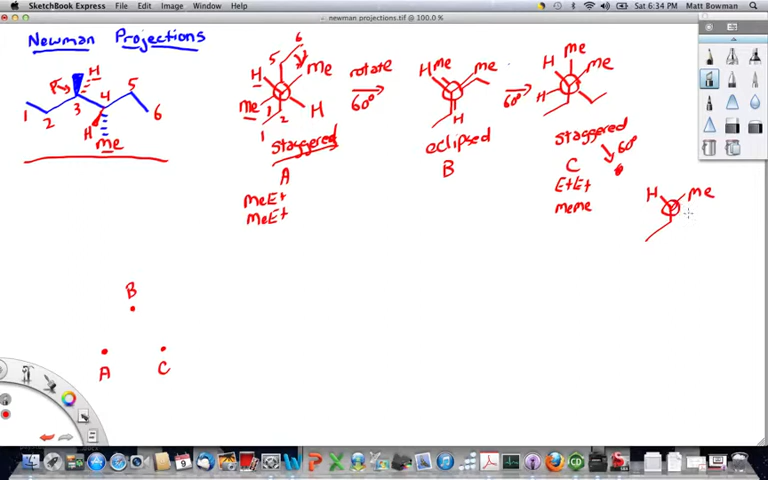 SketchBook Express File Edit Window Help
Sat 6:34 PM Matt Bowman
newman projections.tif @ 100.0 %
Newman Projections
H
1 2 3 4 5 6
H
Me
6
5
H Me
Me 3 H
2
1
Staggered
A
MeEt
MeEt
rotate
60°
H Me Me
H
eclipsed
B
60°
Me
H Me
H
Staggered
C
EtEt
MeMe
60°
H Me
B
A C